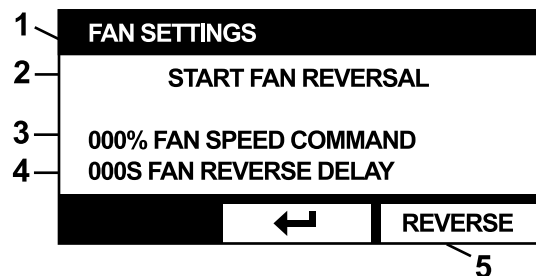 1 FAN SETTINGS
2 START FAN REVERSAL
3 000% FAN SPEED COMMAND
4 000S FAN REVERSE DELAY
REVERSE
5